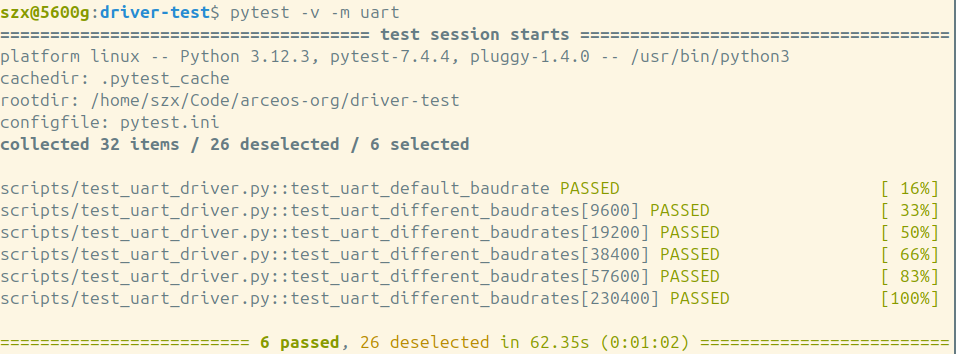 szx@5600g:driver-test$ pytest -v -m uart
===================================== test session starts =====================================
platform linux -- Python 3.12.3, pytest-7.4.4, pluggy-1.4.0 -- /usr/bin/python3
cachedir: .pytest_cache
rootdir: /home/szx/Code/arceos-org/driver-test
configfile: pytest.ini
collected 32 items / 26 deselected / 6 selected
scripts/test_uart_driver.py::test_uart_default_baudrate PASSED [ 16%]
scripts/test_uart_driver.py::test_uart_different_baudrates[9600] PASSED [ 33%]
scripts/test_uart_driver.py::test_uart_different_baudrates[19200] PASSED [ 50%]
scripts/test_uart_driver.py::test_uart_different_baudrates[38400] PASSED [ 66%]
scripts/test_uart_driver.py::test_uart_different_baudrates[57600] PASSED [ 83%]
scripts/test_uart_driver.py::test_uart_different_baudrates[230400] PASSED [100%]
========================= 6 passed, 26 deselected in 62.35s (0:01:02) =========================